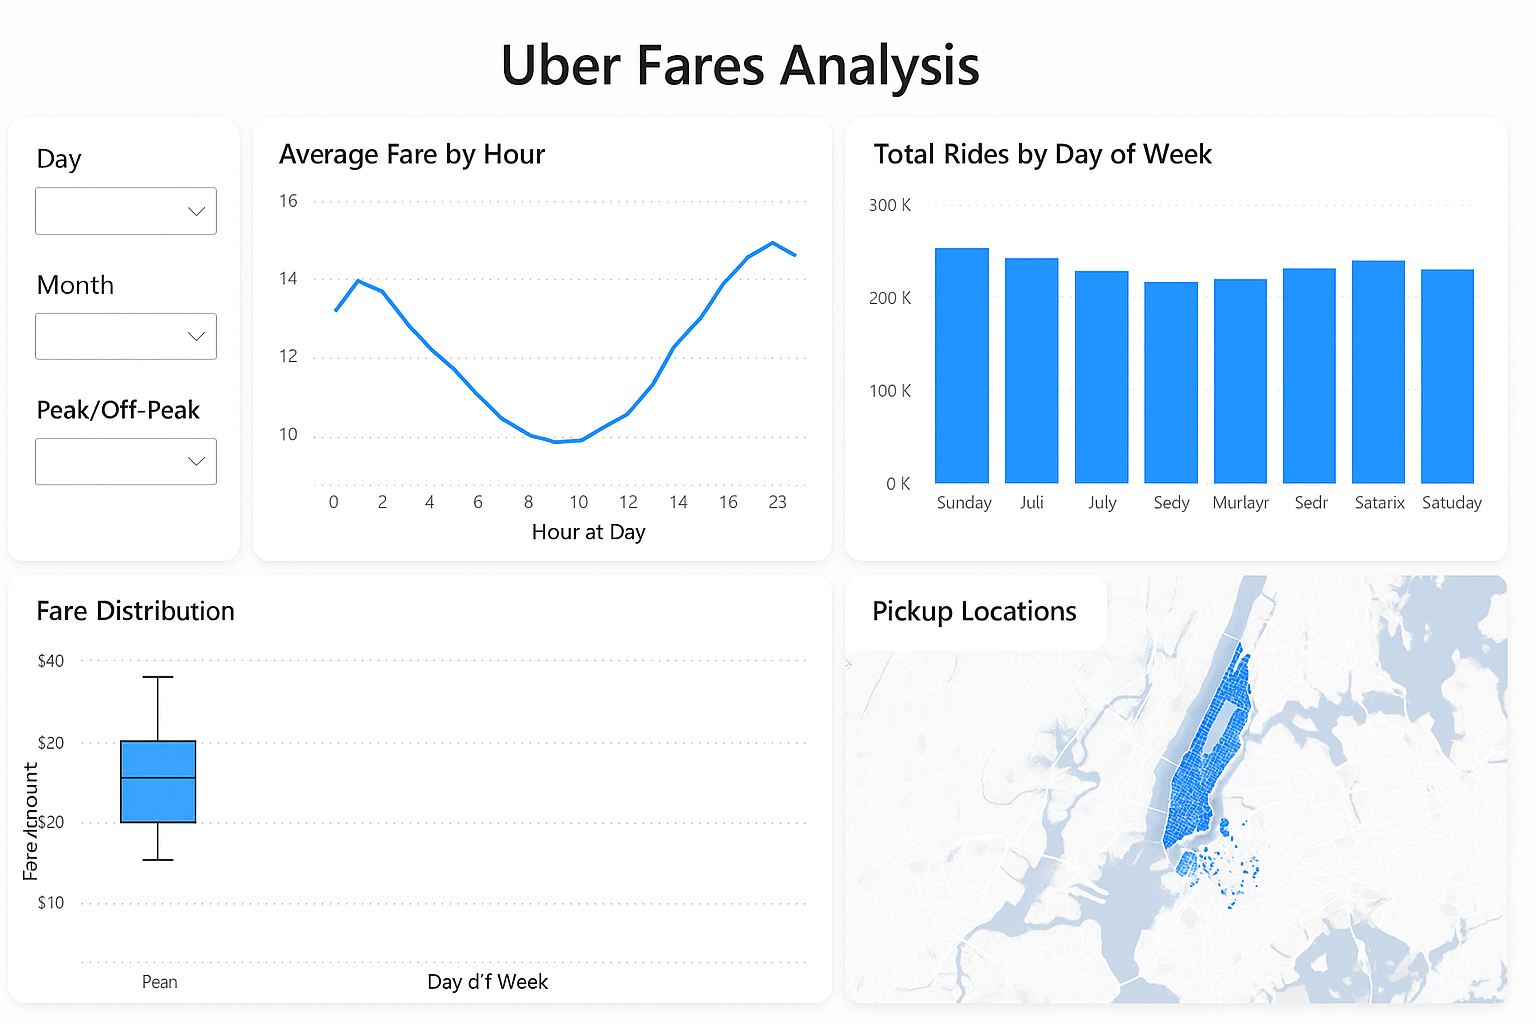 Uber Fares Analysis
Day
Month
Peak/Off-Peak
Average Fare by Hour
16
14
12
10
0 2 4 6 8 10 12 14 16 23
Hour at Day
Total Rides by Day of Week
300 K
200 K
100 K
0 K
Sunday Juli July Sedy Murlayr Sedr Satarix Satuday
Fare Distribution
$40
$20
$20
$10
Fare
Pean
Day d'f Week
Pickup Locations